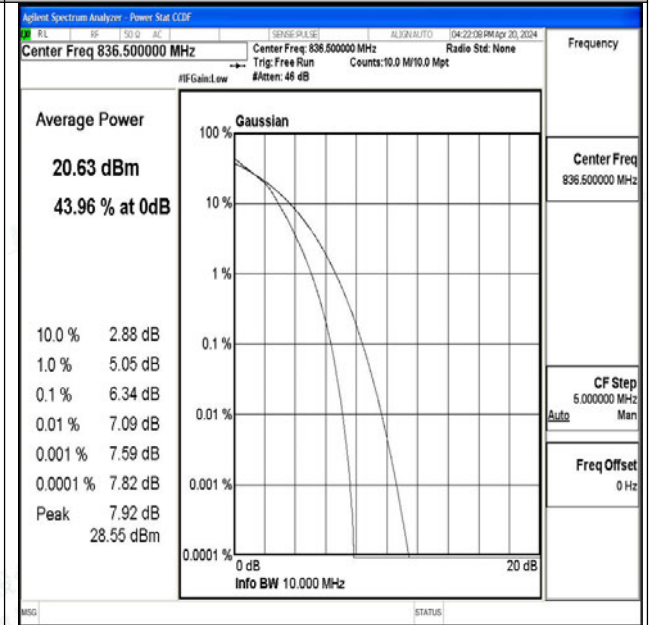 Agilent Spectrum Analyzer - Power Stat CCDF
RL RF 50 Ω AC SENSE:PULSE ALIGN AUTO 04:22:08 PM Apr 20, 2024
Center Freq 836.500000 MHz
Center Freq: 836.500000 MHz Radio Std: None
Trig: Free Run Counts:10.0 M/10.0 Mpt
#IFGain:Low #Atten: 46 dB
Frequency
Average Power
20.63 dBm
43.96 % at 0dB
10.0 % 2.88 dB
1.0 % 5.05 dB
0.1 % 6.34 dB
0.01 % 7.09 dB
0.001 % 7.59 dB
0.0001 % 7.82 dB
Peak 7.92 dB
28.55 dBm
Gaussian
100 %
10 %
1 %
0.1 %
0.01 %
0.001 %
0.0001 %
0 dB 20 dB
Info BW 10.000 MHz
Center Freq
836.500000 MHz
CF Step
5.000000 MHz
Auto Man
Freq Offset
0 Hz
MSG STATUS